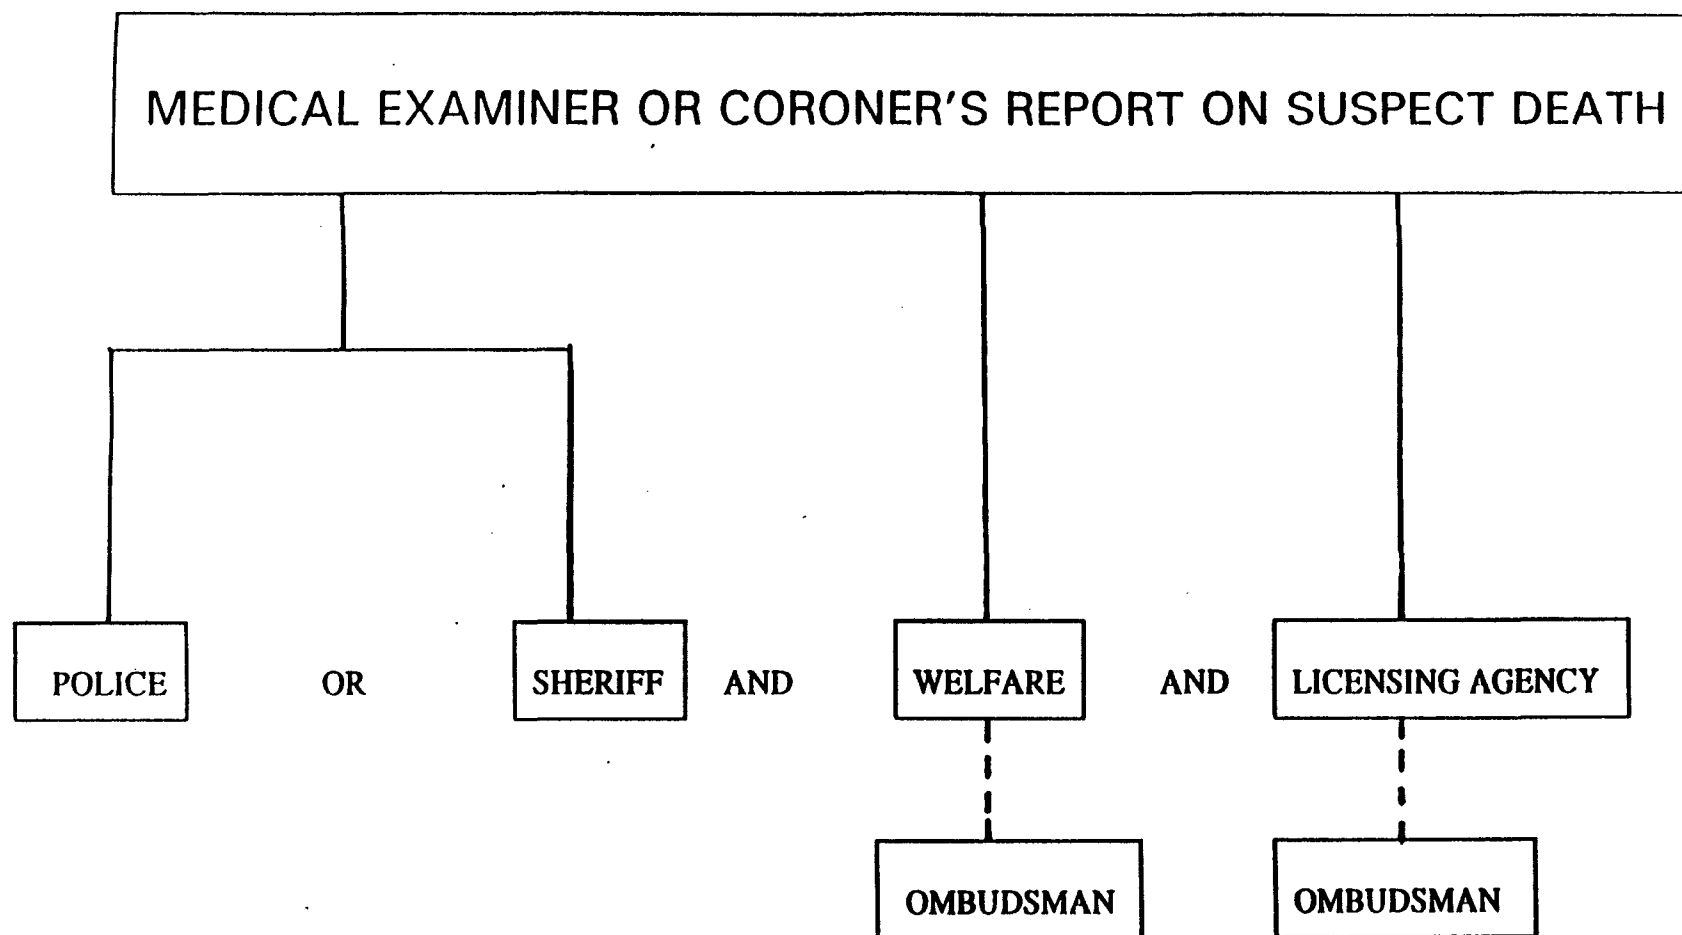 MEDICAL EXAMINER OR CORONER'S REPORT ON SUSPECT DEATH
POLICE OR SHERIFF AND WELFARE AND LICENSING AGENCY
OMBUDSMAN OMBUDSMAN